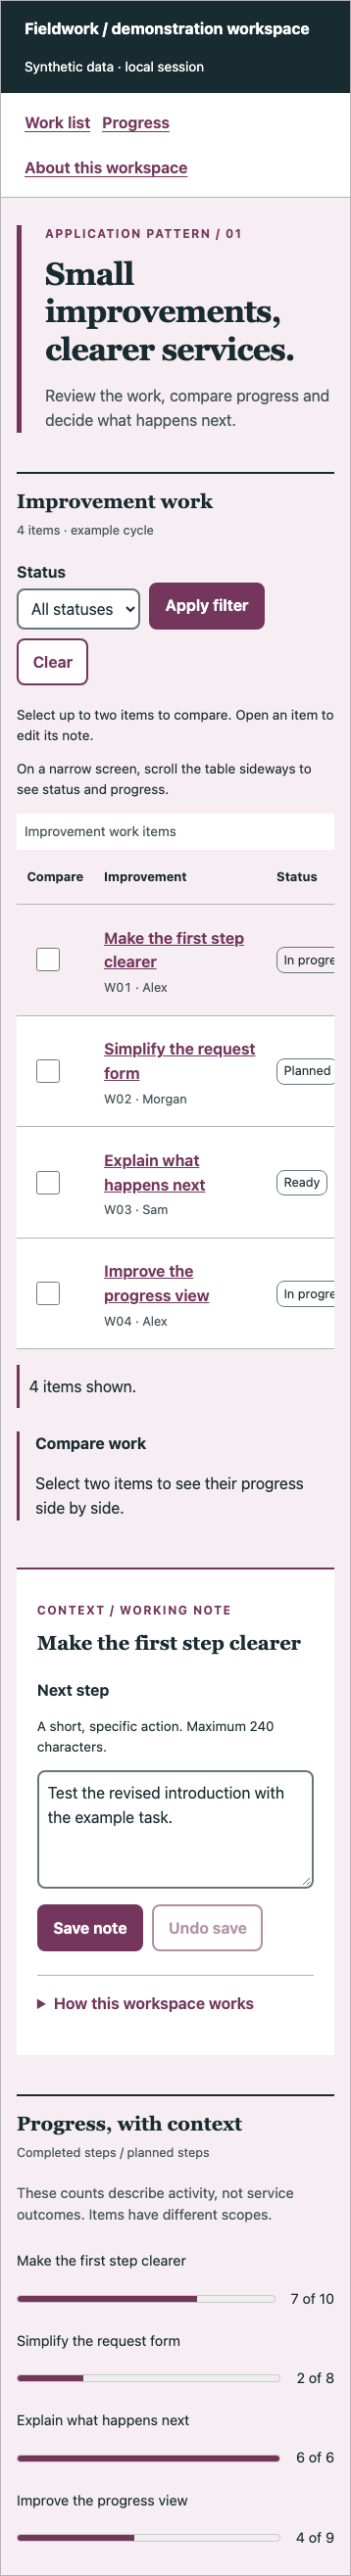 Fieldwork / demonstration workspace
Synthetic data · local session
Work list Progress
About this workspace
APPLICATION PATTERN / 01
Small
improvements,
clearer services.
Review the work, compare progress and
decide what happens next.
Improvement work
4 items · example cycle
Status
All statuses Apply filter
Clear
Select up to two items to compare. Open an item to
edit its note.
On a narrow screen, scroll the table sideways to
see status and progress.
Improvement work items
Compare Improvement Status
Make the first step
clearer
W01 · Alex
In progre
Simplify the request
form
W02 · Morgan
Planned
Explain what
happens next
W03 · Sam
Ready
Improve the
progress view
W04 · Alex
In progre
4 items shown.
Compare work
Select two items to see their progress
side by side.
CONTEXT / WORKING NOTE
Make the first step clearer
Next step
A short, specific action. Maximum 240
characters.
Test the revised introduction with
the example task.
Save note Undo save
How this workspace works
Progress, with context
Completed steps / planned steps
These counts describe activity, not service
outcomes. Items have different scopes.
Make the first step clearer
7 of 10
Simplify the request form
2 of 8
Explain what happens next
6 of 6
Improve the progress view
4 of 9